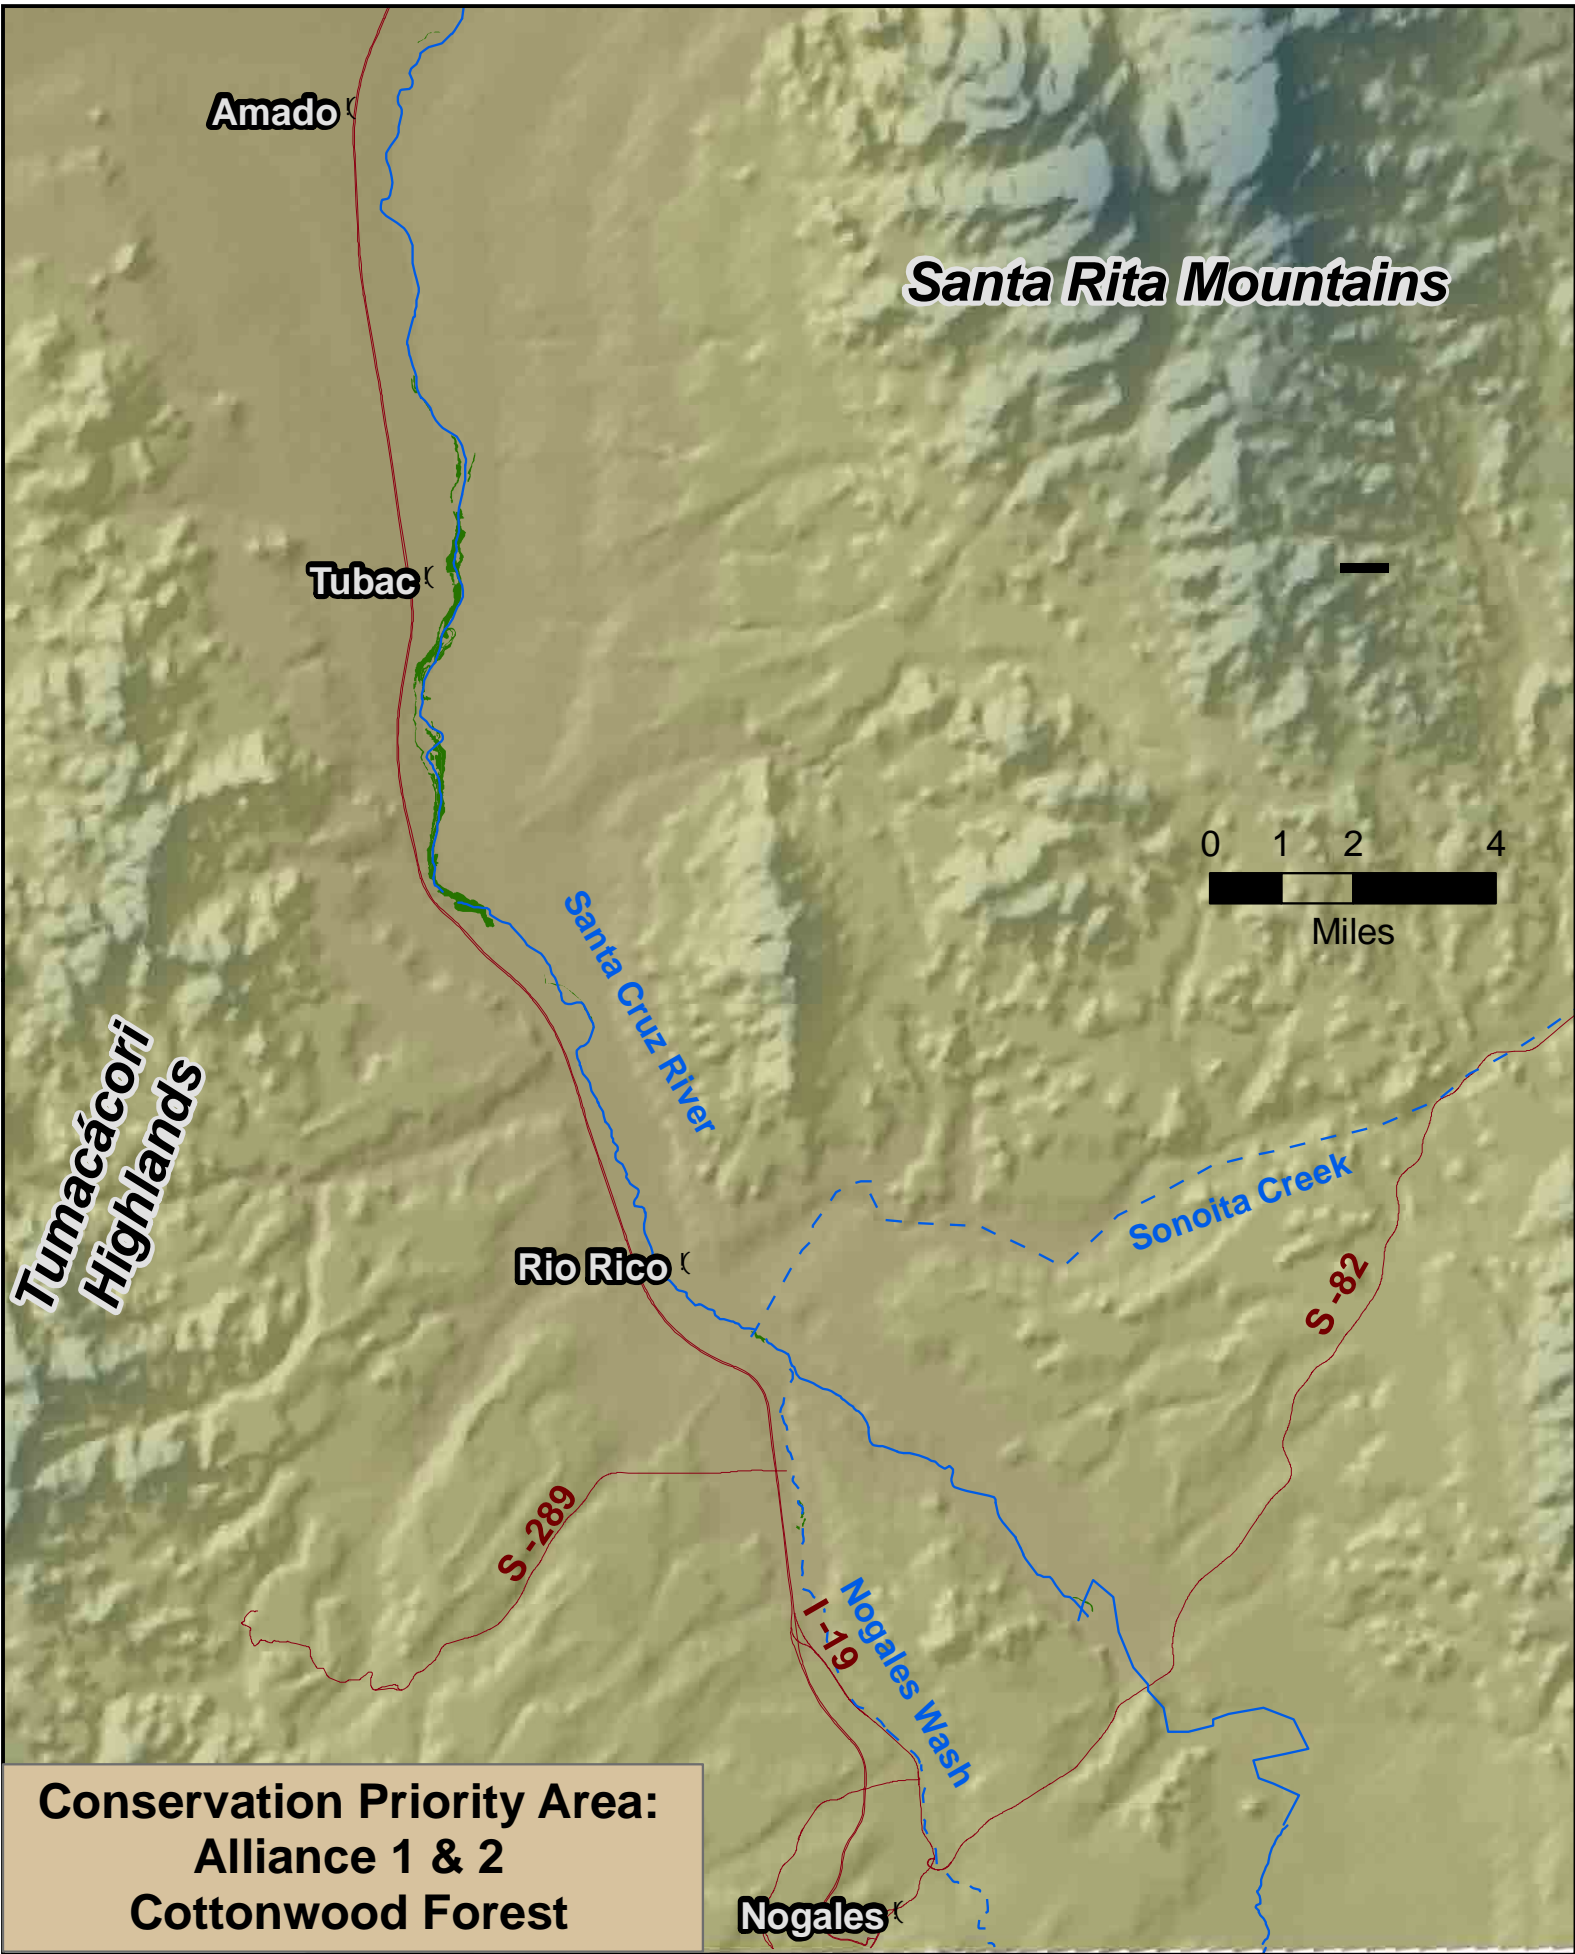 Amado
Santa Rita Mountains
Tubac
0 1 2 4
Miles
Santa Cruz River
Tumacácori
Highlands
Sonoita Creek
Rio Rico
S -82
S -289
I -19
Nogales Wash
Conservation Priority Area:
Alliance 1 & 2
Cottonwood Forest
Nogales